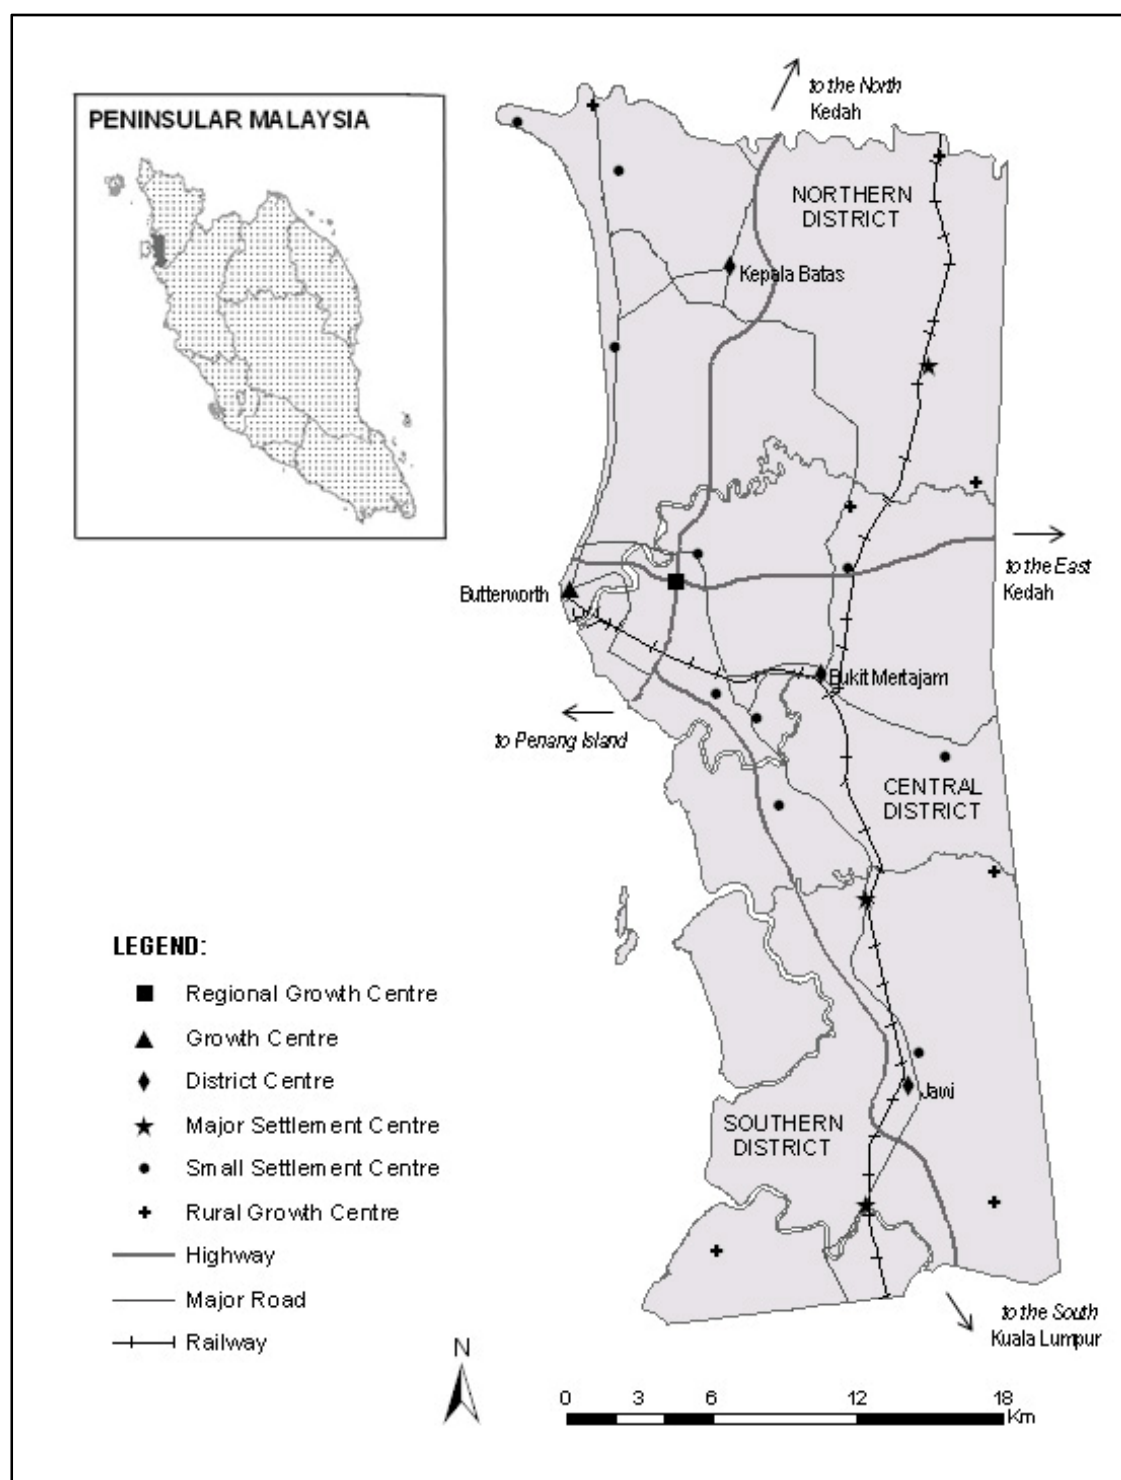 PENINSULAR MALAYSIA
to the North
Kedah
NORTHERN
DISTRICT
Kepala Batas
to the East
Kedah
Butterworth
Bukit Mertajam
to Penang Island
CENTRAL
DISTRICT
Jawi
SOUTHERN
DISTRICT
to the South
Kuala Lumpur
LEGEND:
Regional Growth Centre
Growth Centre
District Centre
Major Settlement Centre
Small Settlement Centre
Rural Growth Centre
Highway
Major Road
Railway
N
0 3 6 12 18
Km